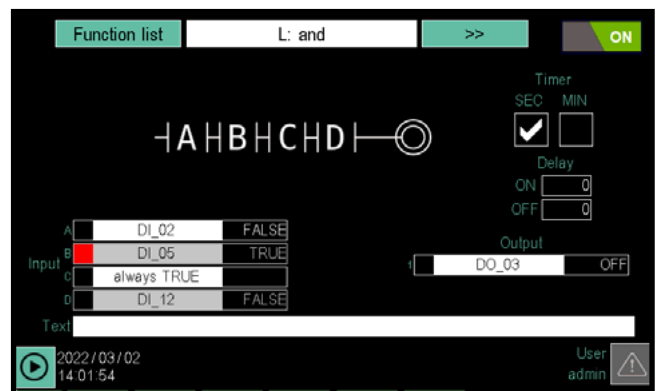 Function list L: and >> ON
Timer
SEC MIN
A B C D
Delay
ON 0
OFF 0
A DI_02 FALSE
Output
Input B DI_05 TRUE
1 DO_03 OFF
C always TRUE
D DI_12 FALSE
Text
2022/03/02 User
14:01:54 admin